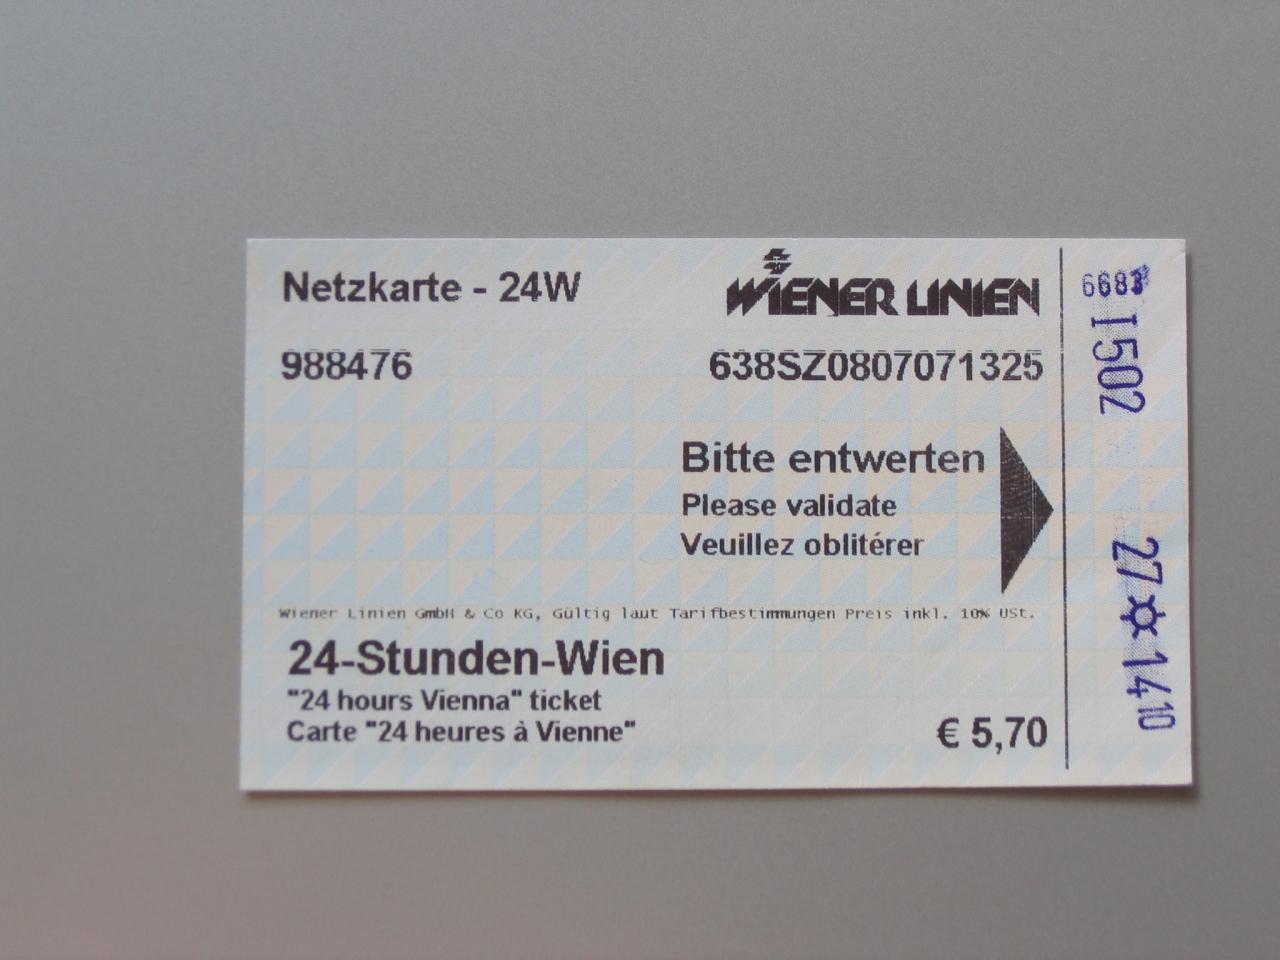 Netzkarte - 24W
WIENER LINIEN
988476
638SZ0807071325
Bitte entwerten
Please validate
Veuillez oblitérer
Wiener Linien GmbH & Co KG, Gültig laut Tarifbestimmungen Preis inkl. 10% USt.
24-Stunden-Wien
"24 hours Vienna" ticket
Carte "24 heures à Vienne"
€ 5,70
1502
27 14 10